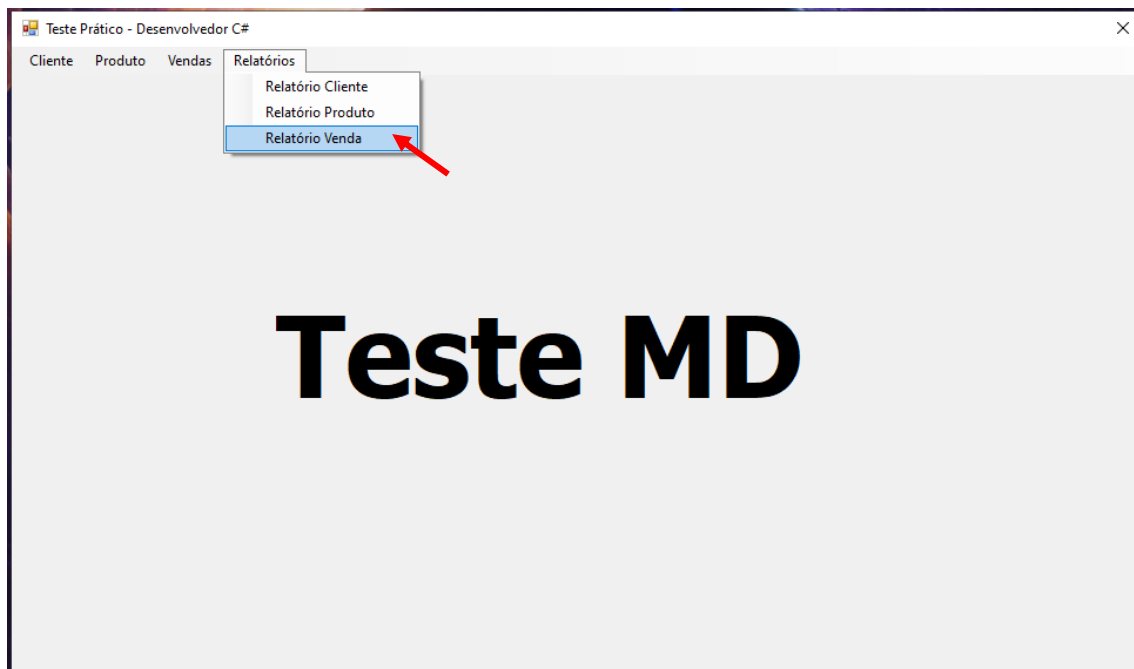 Teste Prático - Desenvolvedor C#
Cliente Produto Vendas Relatórios
Relatório Cliente
Relatório Produto
Relatório Venda
Teste MD